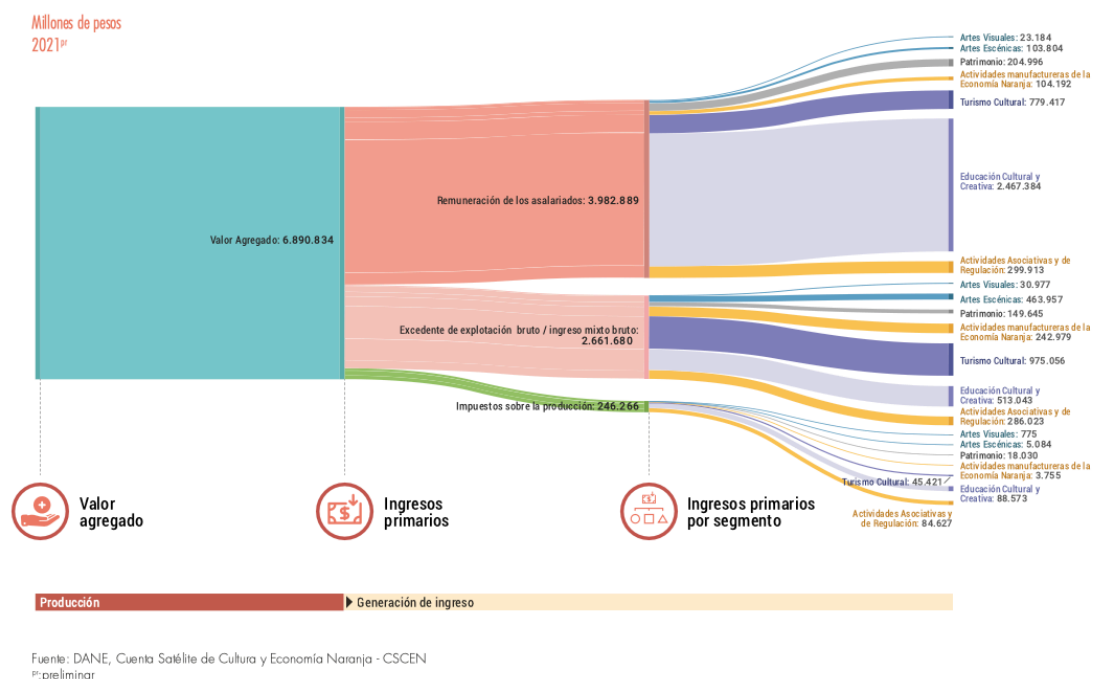 Millones de pesos
2021pr
Artes Visuales: 23.184
Artes Escénicas: 103.804
Patrimonio: 204.996
Actividades manufactureras de la
Economía Naranja: 104.192
Turismo Cultural: 779.417
Educación Cultural y
Creativa: 2.467.384
Remuneración de los asalariados: 3.982.889
Valor Agregado: 6.890.834
Actividades Asociativas y de
Regulación: 299.913
Artes Visuales: 30.977
Artes Escénicas: 463.957
Patrimonio: 149.645
Actividades manufactureras de la
Economía Naranja: 242.979
Excedente de explotación bruto / ingreso mixto bruto:
2.661.680
Turismo Cultural: 975.056
Educación Cultural y
Creativa: 513.043
Impuestos sobre la producción: 246.266
Actividades Asociativas y de
Regulación: 286.023
Artes Visuales: 775
Artes Escénicas: 5.084
Patrimonio: 18.030
Actividades manufactureras de la
Economía Naranja: 3.755
Turismo Cultural: 45.421
Educación Cultural y
Creativa: 88.573
Actividades Asociativas y
de Regulación: 84.627
Valor
agregado
Ingresos
primarios
Ingresos primarios
por segmento
Producción
Generación de ingreso
Fuente: DANE, Cuenta Satélite de Cultura y Economía Naranja - CSCEN
pr:preliminar